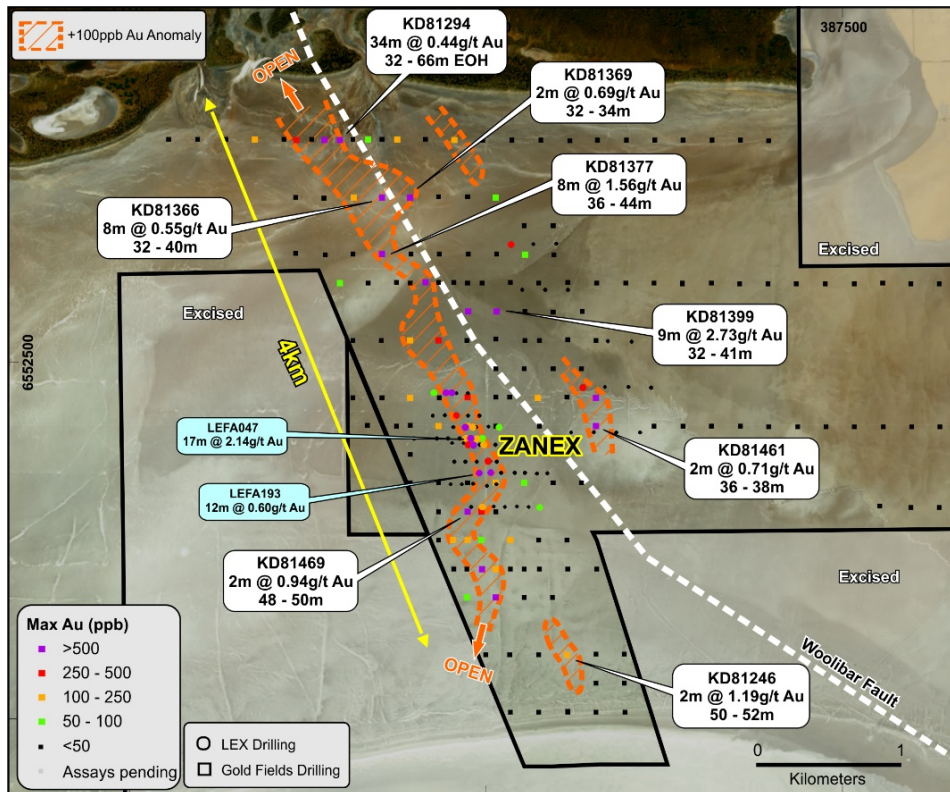 +100ppb Au Anomaly
387500
KD81294
34m @ 0.44g/t Au
32 - 66m EOH
OPEN
KD81369
2m @ 0.69g/t Au
32 - 34m
KD81377
8m @ 1.56g/t Au
36 - 44m
KD81366
8m @ 0.55g/t Au
32 - 40m
Excised
Excised
KD81399
9m @ 2.73g/t Au
32 - 41m
6552500
4km
LEFA047
17m @ 2.14g/t Au
ZANEX
KD81461
2m @ 0.71g/t Au
36 - 38m
LEFA193
12m @ 0.60g/t Au
KD81469
2m @ 0.94g/t Au
48 - 50m
Excised
OPEN
Woolibar Fault
KD81246
2m @ 1.19g/t Au
50 - 52m
Max Au (ppb)
>500
250 - 500
100 - 250
50 - 100
<50
Assays pending
LEX Drilling
Gold Fields Drilling
0 1
Kilometers